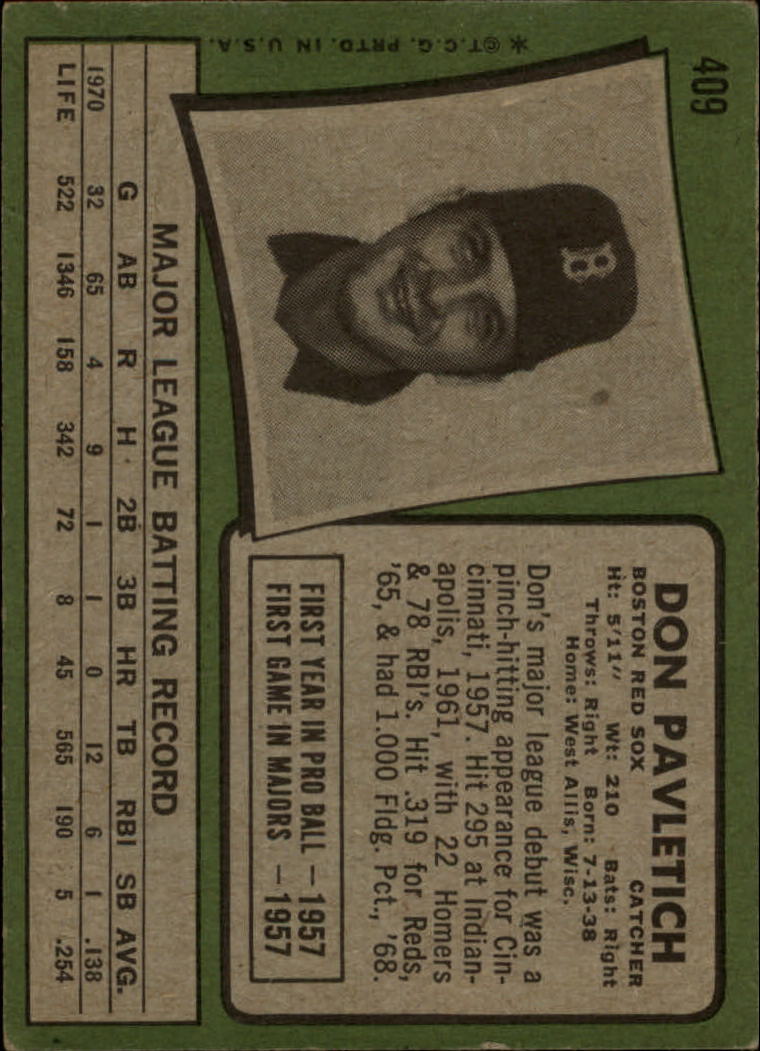 409
B
DON PAVLETICH
BOSTON RED SOX CATCHER
Ht: 5'11" Wt: 210 Bats: Right
Throws: Right Born: 7-13-38
Home: West Allis, Wisc.
Don's major league debut was a
pinch-hitting appearance for Cin-
cinnati, 1957. Hit 295 at Indian-
apolis, 1961, with 22 Homers
& 78 RBI's. Hit .319 for Reds,
'65, & had 1.000 Fldg. Pct., '68.
FIRST YEAR IN PRO BALL — 1957
FIRST GAME IN MAJORS — 1957
MAJOR LEAGUE BATTING RECORD
G AB R H 2B 3B HR TB RBI SB AVG.
1970 32 65 4 9 1 1 0 12 6 1 .138
LIFE 522 1346 158 342 72 8 45 565 190 5 .254
*©T.C.G. PRTD. IN U.S.A.